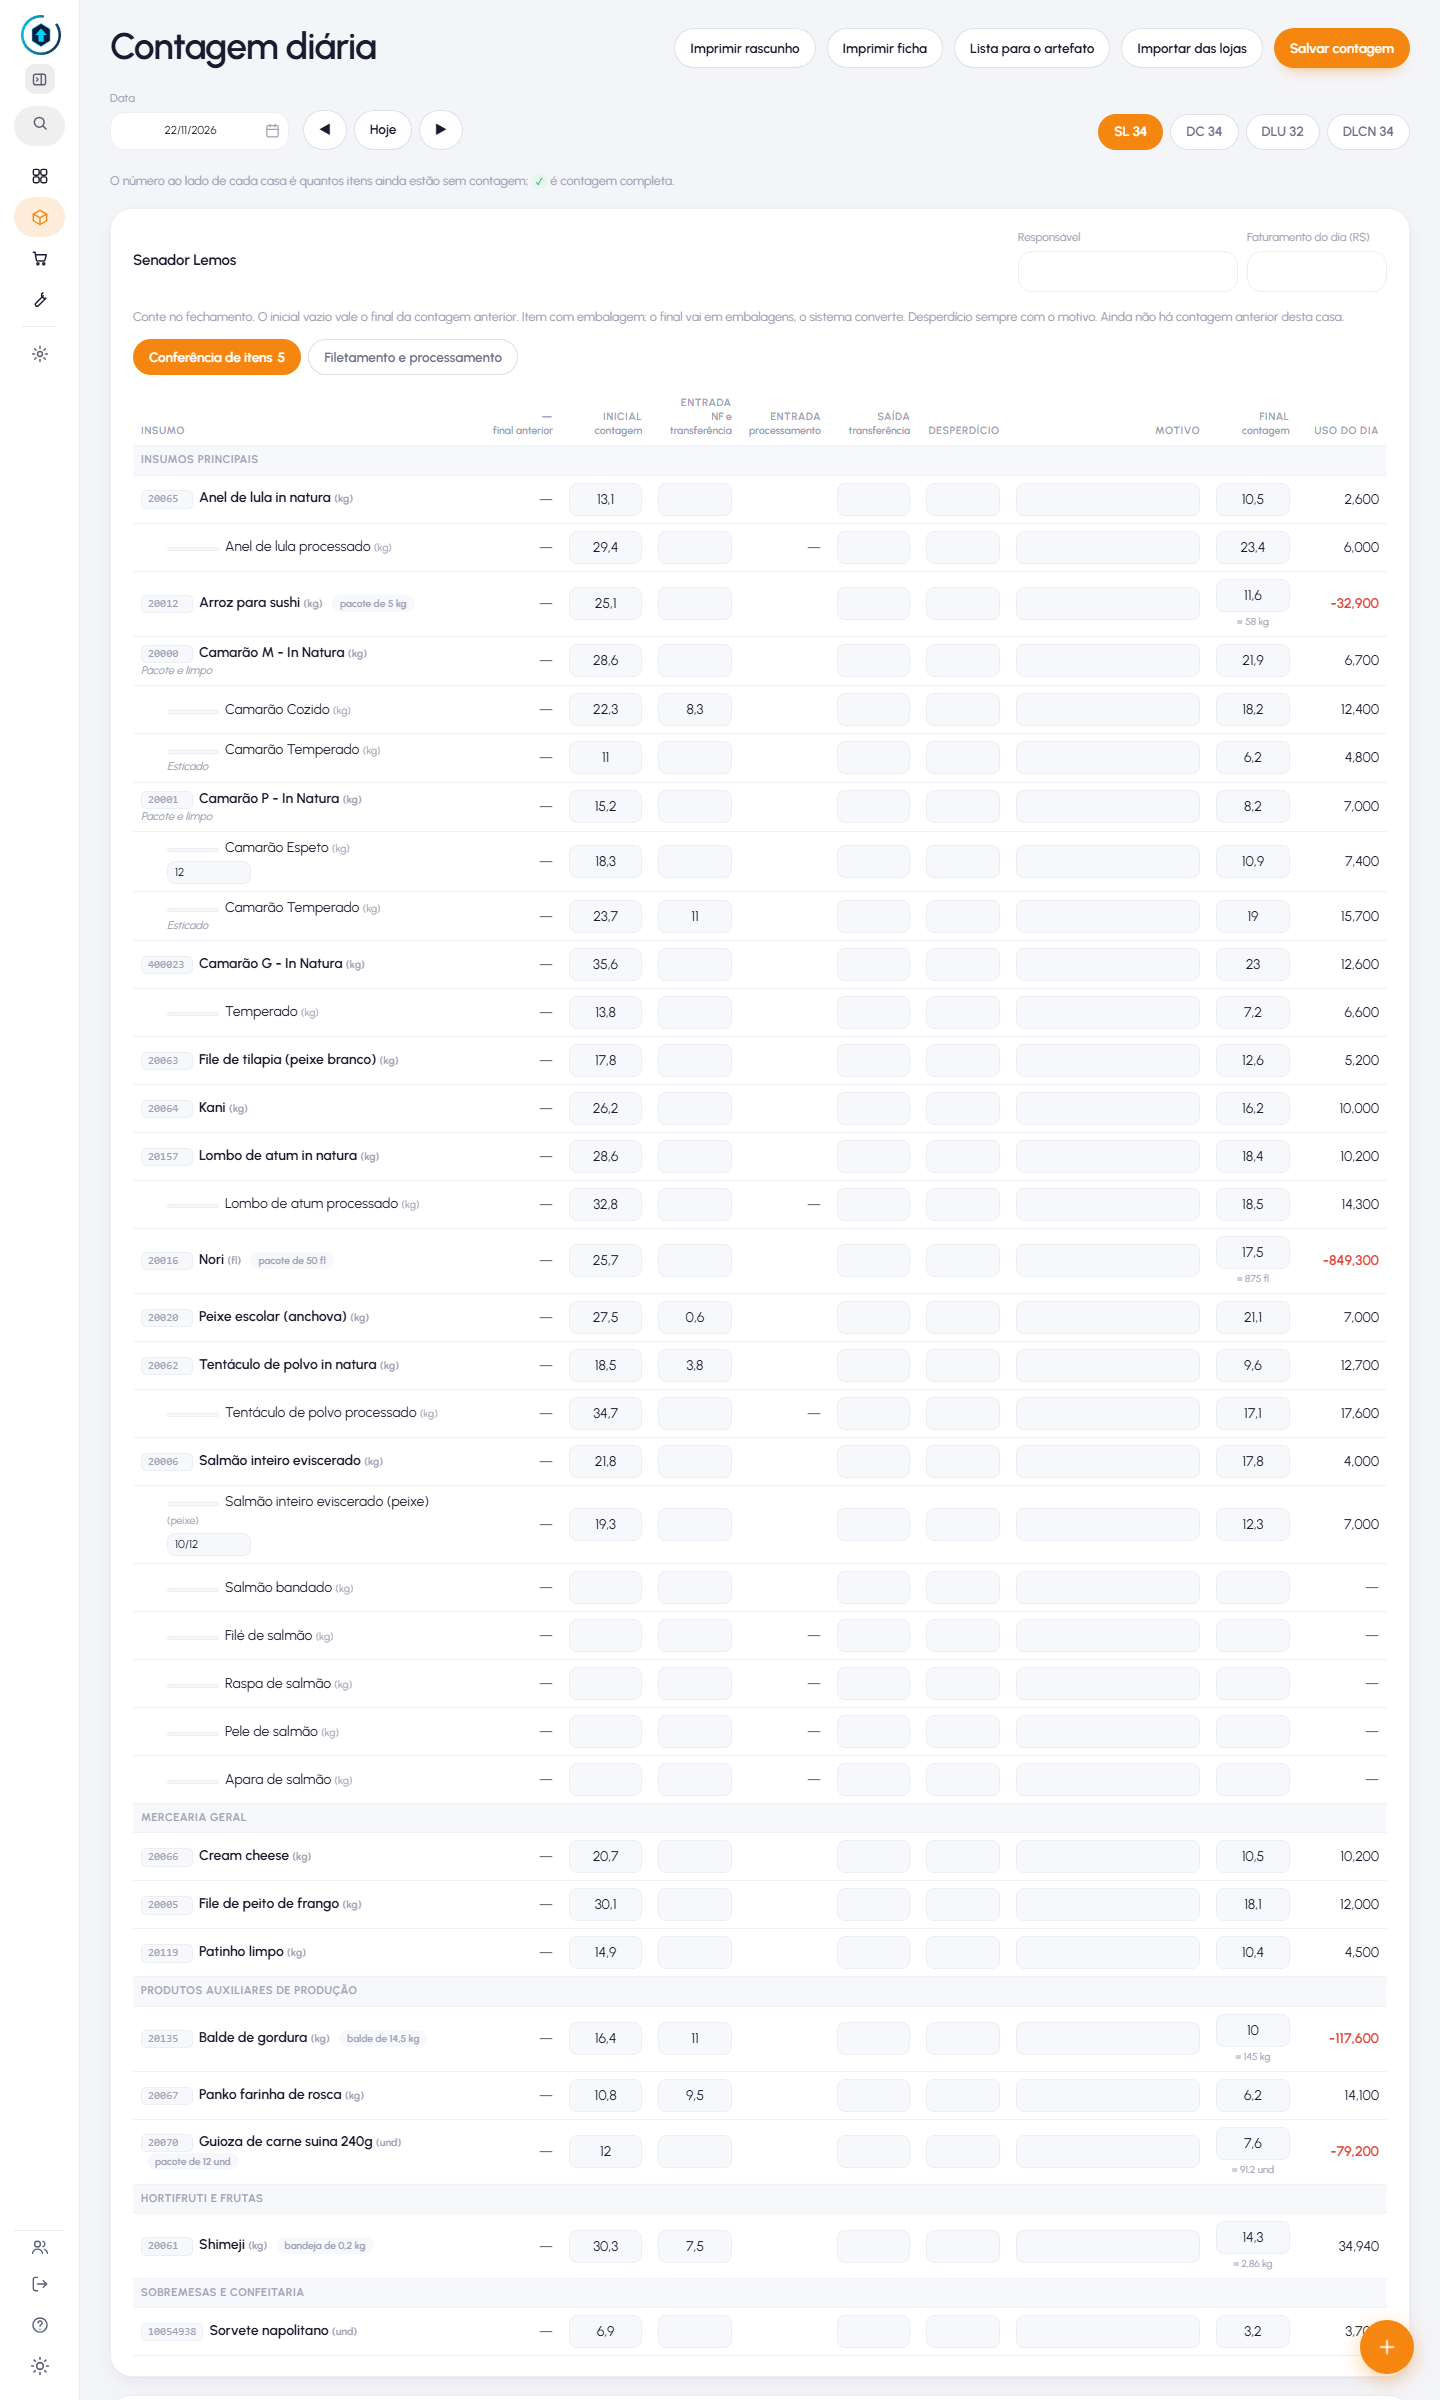 Contagem diária
Imprimir rascunho
Imprimir ficha
Lista para o artefato
Importar das lojas
Salvar contagem
Data
22/11/2026
◀
Hoje
▶
SL 34
DC 34
DLU 32
DLCN 34
O número ao lado de cada casa é quantos itens ainda estão sem contagem; ✓ é contagem completa.
Senador Lemos
Responsável
Faturamento do dia (R$)
Conte no fechamento. O inicial vazio vale o final da contagem anterior. Item com embalagem: o final vai em embalagens, o sistema converte. Desperdício sempre com o motivo. Ainda não há contagem anterior desta casa.
Conferência de itens 5
Filetamento e processamento
INSUMO
— final anterior
INICIAL contagem
ENTRADA NF e transferência
ENTRADA processamento
SAÍDA transferência
DESPERDÍCIO
MOTIVO
FINAL contagem
USO DO DIA
INSUMOS PRINCIPAIS
20065 Anel de lula in natura (kg) — 13,1 10,5 2,600
Anel de lula processado (kg) — 29,4 — 23,4 6,000
20012 Arroz para sushi (kg) pacote de 5 kg — 25,1 11,6 -32,900
= 58 kg
20000 Camarão M - In Natura (kg) — 28,6 21,9 6,700
Pacote e limpo
Camarão Cozido (kg) — 22,3 8,3 18,2 12,400
Camarão Temperado (kg) — 11 6,2 4,800
Esticado
20001 Camarão P - In Natura (kg) — 15,2 8,2 7,000
Pacote e limpo
Camarão Espeto (kg) — 18,3 10,9 7,400
12
Camarão Temperado (kg) — 23,7 11 19 15,700
Esticado
400023 Camarão G - In Natura (kg) — 35,6 23 12,600
Temperado (kg) — 13,8 7,2 6,600
20063 File de tilapia (peixe branco) (kg) — 17,8 12,6 5,200
20064 Kani (kg) — 26,2 16,2 10,000
20157 Lombo de atum in natura (kg) — 28,6 18,4 10,200
Lombo de atum processado (kg) — 32,8 — 18,5 14,300
20016 Nori (fl) pacote de 50 fl — 25,7 17,5 -849,300
= 875 fl
20020 Peixe escolar (anchova) (kg) — 27,5 0,6 21,1 7,000
20062 Tentáculo de polvo in natura (kg) — 18,5 3,8 9,6 12,700
Tentáculo de polvo processado (kg) — 34,7 — 17,1 17,600
20006 Salmão inteiro eviscerado (kg) — 21,8 17,8 4,000
Salmão inteiro eviscerado (peixe)
(peixe) — 19,3 12,3 7,000
10/12
Salmão bandado (kg) — —
Filé de salmão (kg) — — —
Raspa de salmão (kg) — — —
Pele de salmão (kg) — — —
Apara de salmão (kg) — — —
MERCEARIA GERAL
20066 Cream cheese (kg) — 20,7 10,5 10,200
20005 File de peito de frango (kg) — 30,1 18,1 12,000
20119 Patinho limpo (kg) — 14,9 10,4 4,500
PRODUTOS AUXILIARES DE PRODUÇÃO
20135 Balde de gordura (kg) balde de 14,5 kg — 16,4 11 10 -117,600
= 145 kg
20067 Panko farinha de rosca (kg) — 10,8 9,5 6,2 14,100
20070 Guioza de carne suina 240g (und) — 12 7,6 -79,200
pacote de 12 und = 91,2 und
HORTIFRUTI E FRUTAS
20061 Shimeji (kg) bandeja de 0,2 kg — 30,3 7,5 14,3 34,940
= 2,86 kg
SOBREMESAS E CONFEITARIA
10054938 Sorvete napolitano (und) — 6,9 3,2
+